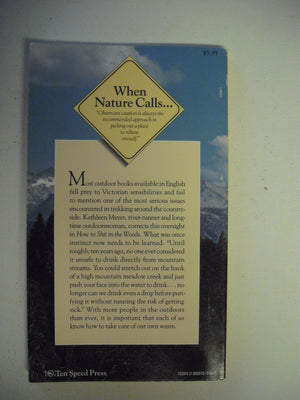 $5.95
When
Nature Calls...
"Observant caution is always the
recommended approach in
picking out a place
to relieve
oneself."
Most outdoor books available in English
fall prey to Victorian sensibilities and fail
to mention one of the most serious issues
encountered in trekking around the country-
side. Kathleen Meyer, river-runner and long-
time outdoorswoman, corrects this oversight
in How to Shit in the Woods. What was once
instinct now needs to be learned. "Until
roughly ten years ago, no one ever considered
it unsafe to drink directly from mountain
streams. You could stretch out on the bank
of a high mountain meadow creek and just
push your face into the water to drink . . . no
longer can we drink even a drop before puri-
fying it without running the risk of getting
sick." With more people in the outdoors
than ever, it is important that each of us
know how to take care of our own waste.
Ten Speed Press
ISBN 0-89815-